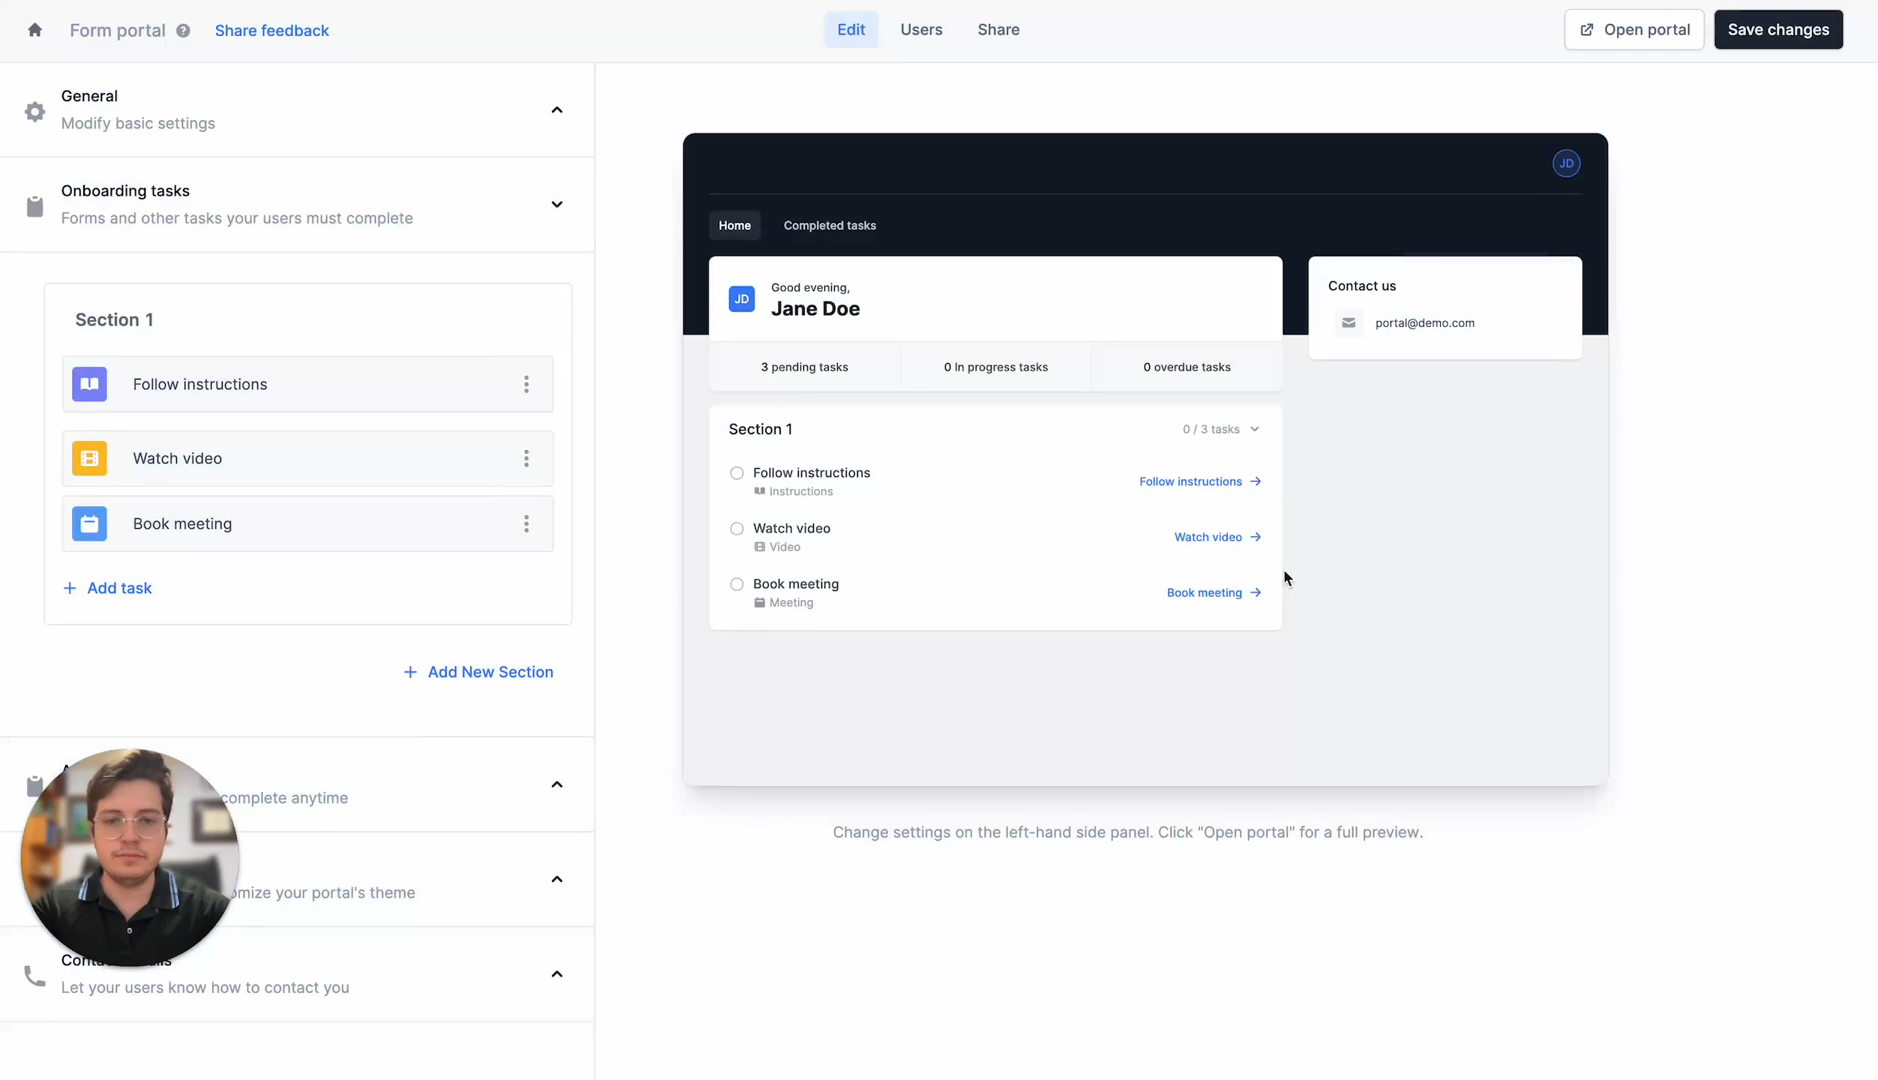 Form portal
Share feedback
Edit
Users
Share
Open portal
Save changes
General
Modify basic settings
Onboarding tasks
Forms and other tasks your users must complete
Section 1
Follow instructions
Watch video
Book meeting
+ Add task
+ Add New Section
complete anytime
your portal's theme
Let your users know how to contact you
JD
Home
Completed tasks
JD
Good evening,
Jane Doe
3 pending tasks
0 In progress tasks
0 overdue tasks
Contact us
portal@demo.com
Section 1
0 / 3 tasks
Follow instructions
Instructions
Follow instructions →
Watch video
Video
Watch video →
Book meeting
Meeting
Book meeting →
Change settings on the left-hand side panel. Click "Open portal" for a full preview.